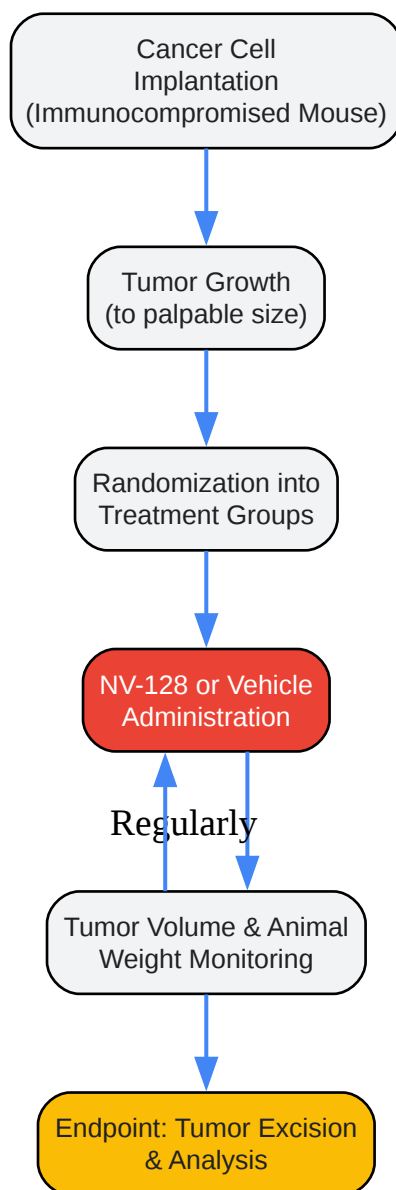 Cancer Cell
Implantation
(Immunocompromised Mouse)
Tumor Growth
(to palpable size)
Randomization into
Treatment Groups
NV-128 or Vehicle
Administration
Regularly
Tumor Volume & Animal
Weight Monitoring
Endpoint: Tumor Excision
& Analysis